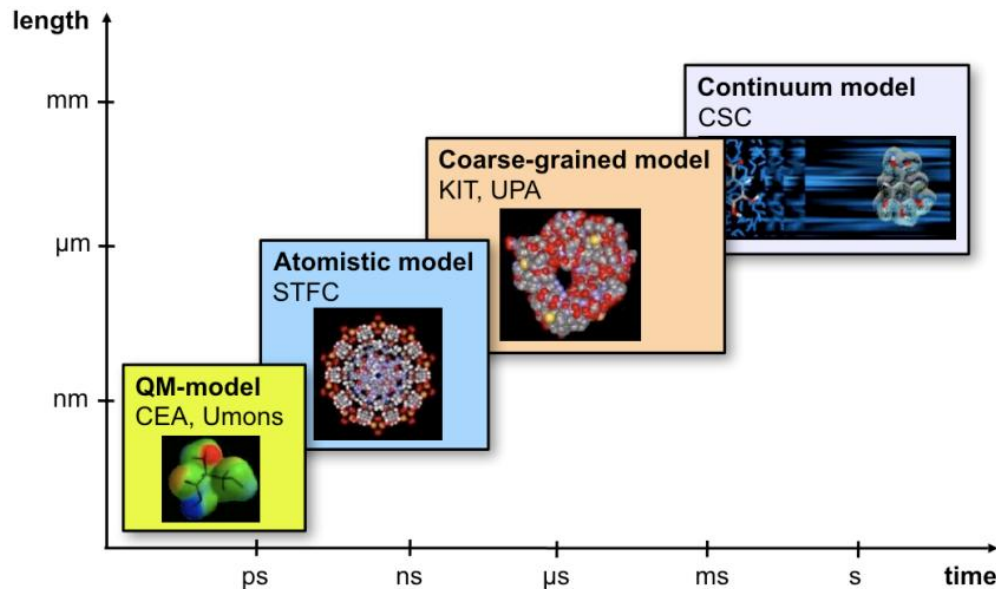 length
mm
µm
nm
Continuum model
CSC
Coarse-grained model
KIT, UPA
Atomistic model
STFC
QM-model
CEA, Umons
ps
ns
µs
ms
s
time